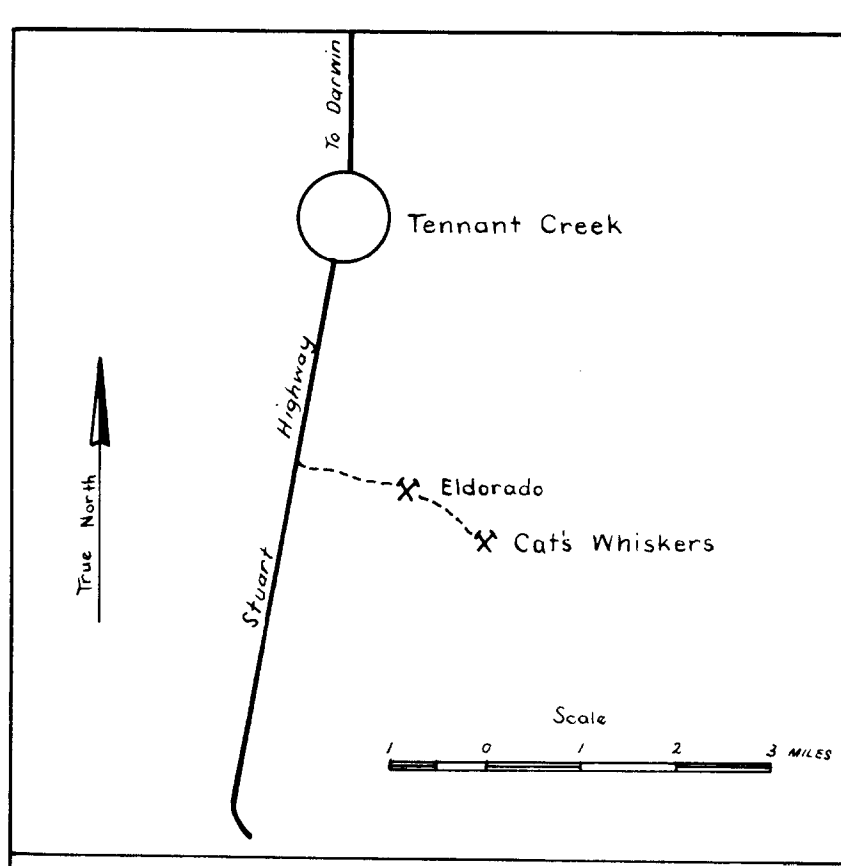 To Darwin
Tennant Creek
Highway
Eldorado
True North
Cat's Whiskers
Stuart
Scale
1 0 1 2 3 MILES